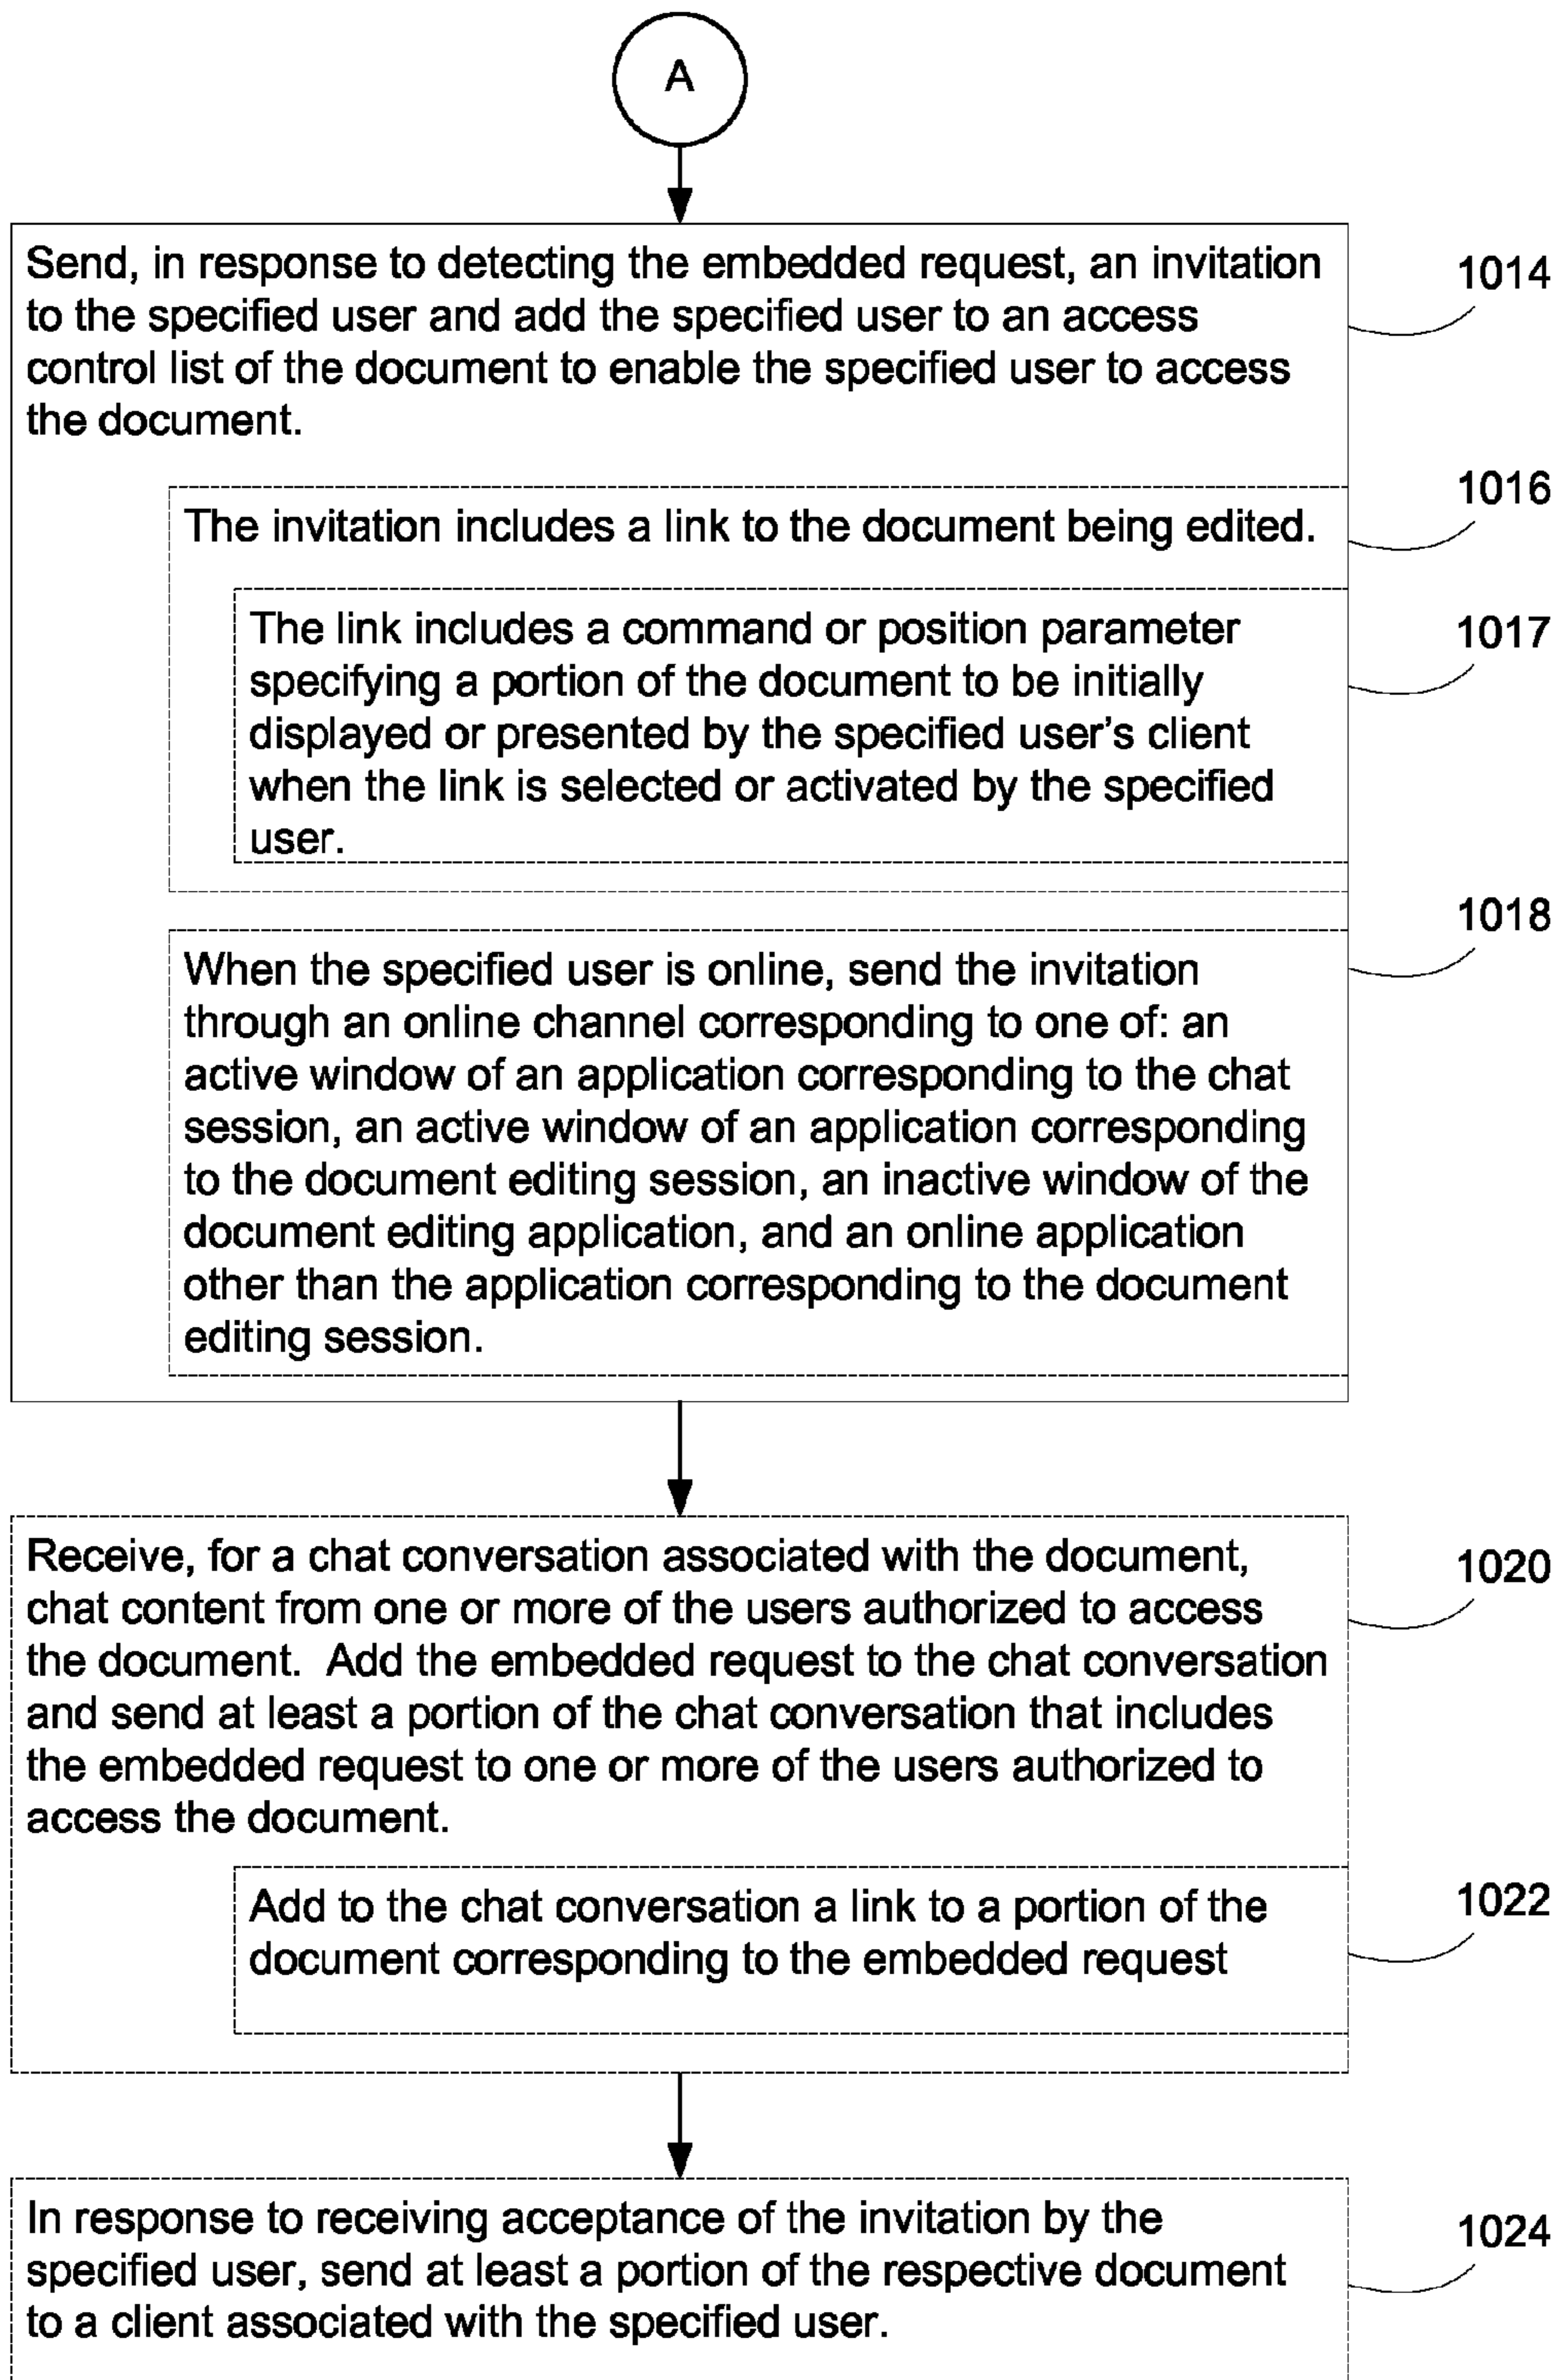 A
Send, in response to detecting the embedded request, an invitation
to the specified user and add the specified user to an access
control list of the document to enable the specified user to access
the document.
1014
The invitation includes a link to the document being edited.
1016
The link includes a command or position parameter
specifying a portion of the document to be initially
displayed or presented by the specified user's client
when the link is selected or activated by the specified
user.
1017
When the specified user is online, send the invitation
through an online channel corresponding to one of: an
active window of an application corresponding to the chat
session, an active window of an application corresponding
to the document editing session, an inactive window of the
document editing application, and an online application
other than the application corresponding to the document
editing session.
1018
Receive, for a chat conversation associated with the document,
chat content from one or more of the users authorized to access
the document.  Add the embedded request to the chat conversation
and send at least a portion of the chat conversation that includes
the embedded request to one or more of the users authorized to
access the document.
1020
Add to the chat conversation a link to a portion of the
document corresponding to the embedded request
1022
In response to receiving acceptance of the invitation by the
specified user, send at least a portion of the respective document
to a client associated with the specified user.
1024